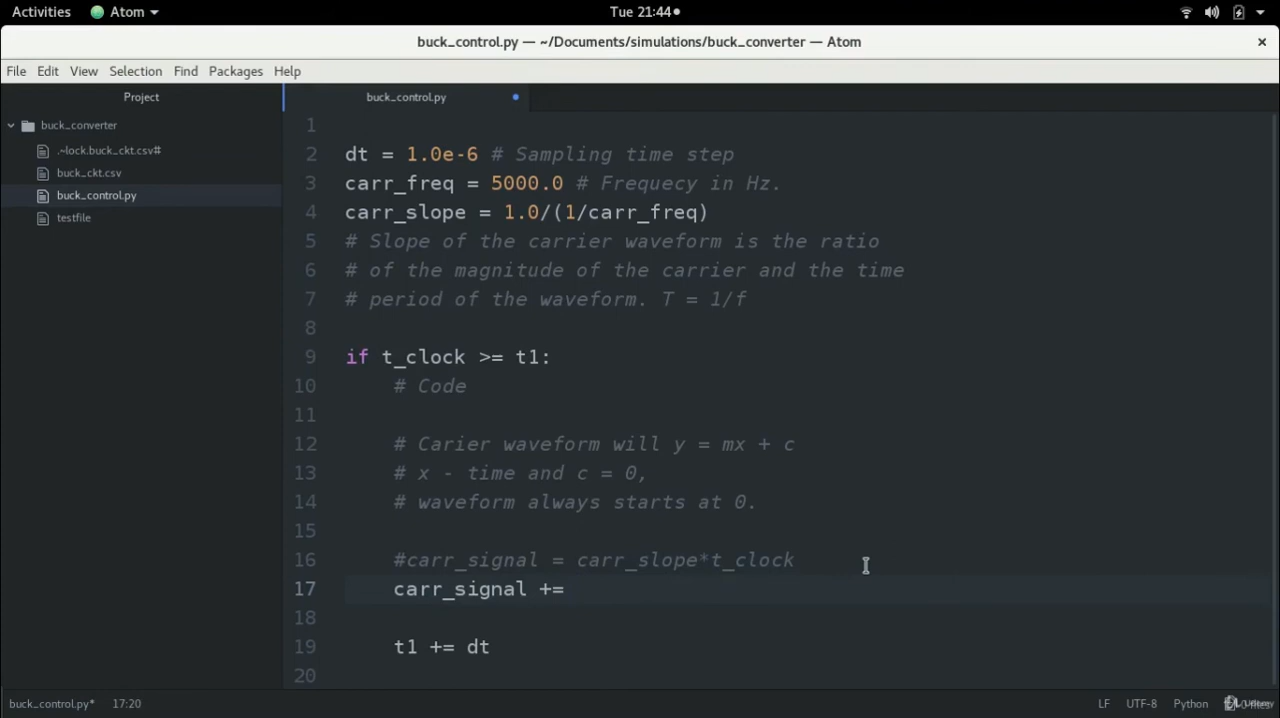 Activities Atom Tue 21:44
buck_control.py — ~/Documents/simulations/buck_converter — Atom
File Edit View Selection Find Packages Help
Project buck_control.py
buck_converter
.~lock.buck_ckt.csv#
buck_ckt.csv
buck_control.py
testfile
1
2 dt = 1.0e-6 # Sampling time step
3 carr_freq = 5000.0 # Frequecy in Hz.
4 carr_slope = 1.0/(1/carr_freq)
5 # Slope of the carrier waveform is the ratio
6 # of the magnitude of the carrier and the time
7 # period of the waveform. T = 1/f
8
9 if t_clock >= t1:
10 # Code
11
12 # Carier waveform will y = mx + c
13 # x - time and c = 0,
14 # waveform always starts at 0.
15
16 #carr_signal = carr_slope*t_clock
17 carr_signal +=
18
19 t1 += dt
20
buck_control.py* 17:20 LF UTF-8 Python